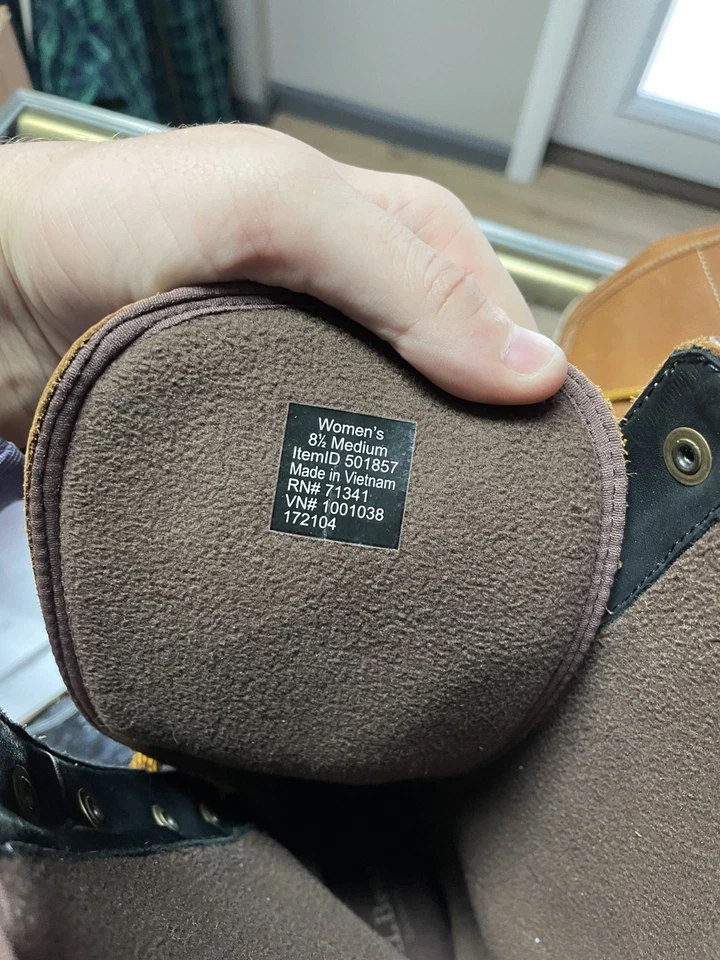 Women's
8½ Medium
ItemID 501857
Made in Vietnam
RN# 71341
VN# 1001038
172104